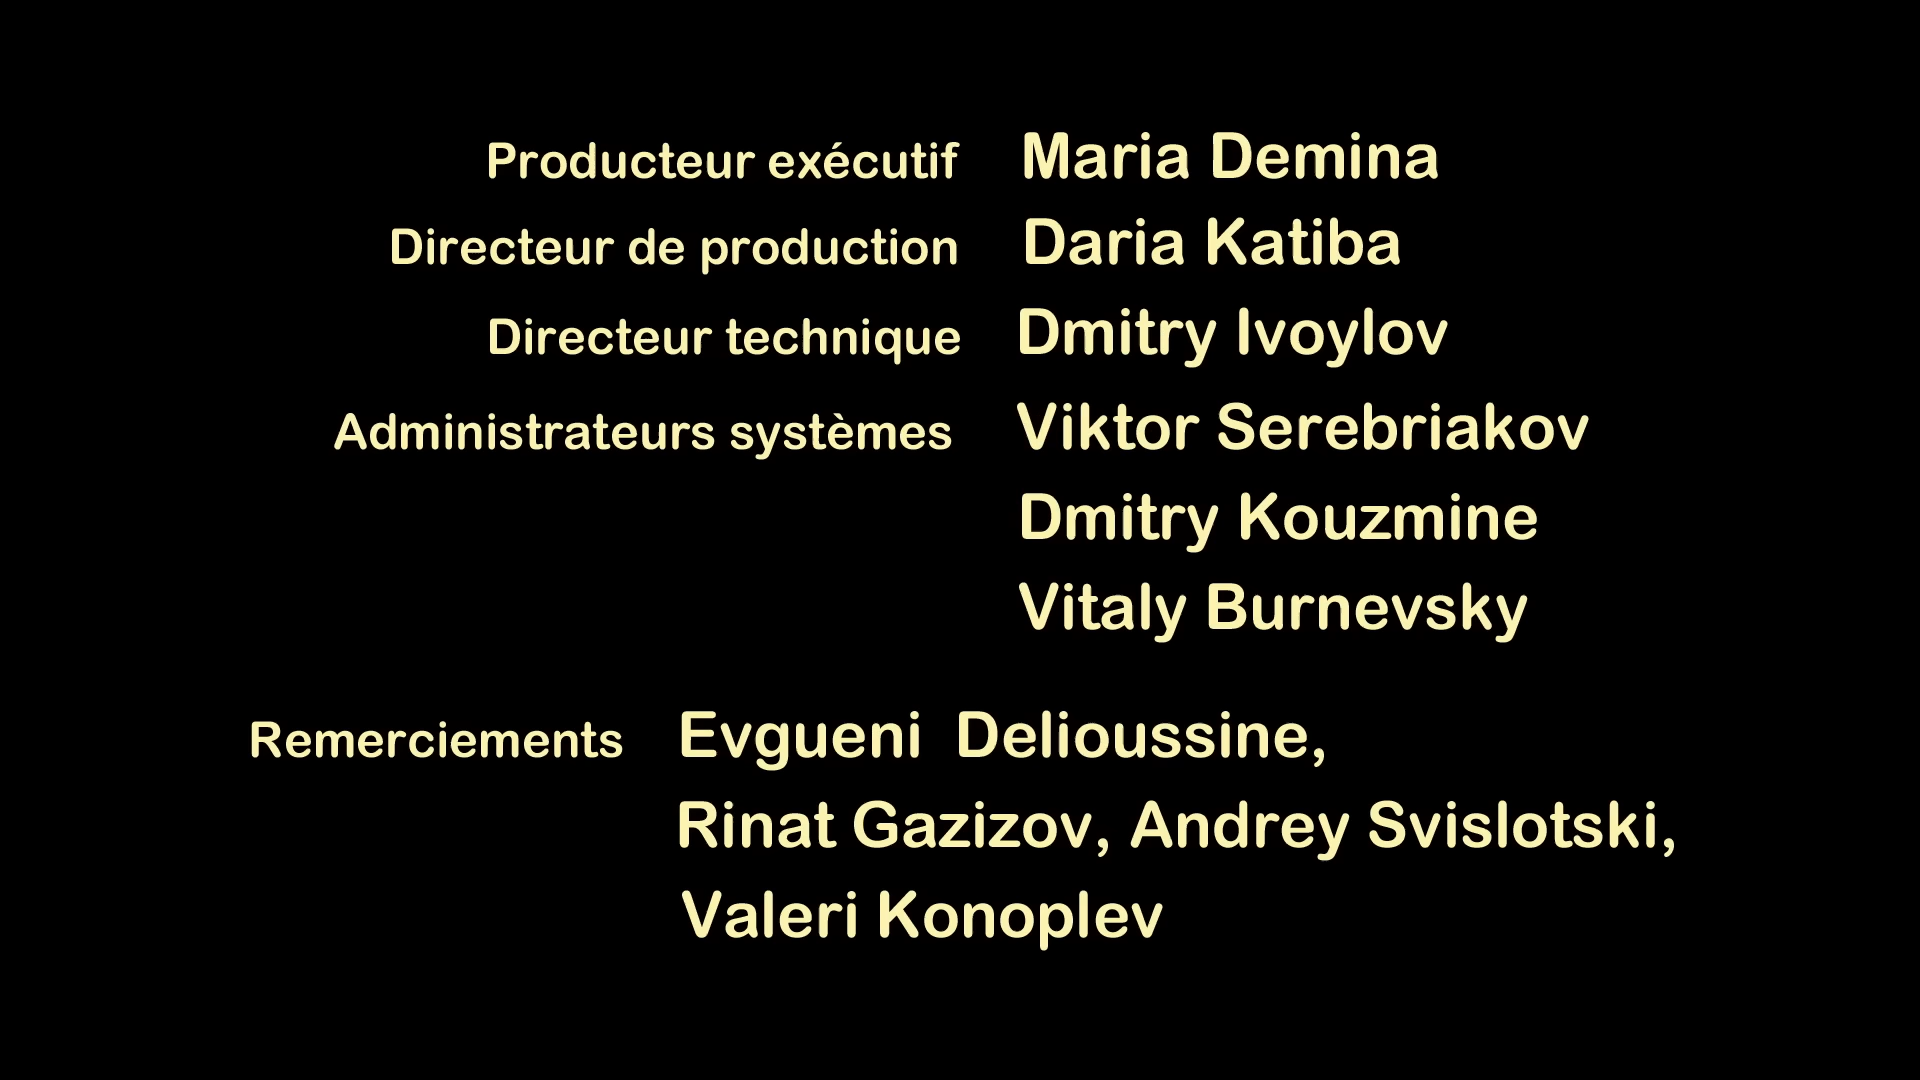 Producteur exécutif Maria Demina
Directeur de production Daria Katiba
Directeur technique Dmitry Ivoylov
Administrateurs systèmes Viktor Serebriakov
Dmitry Kouzmine
Vitaly Burnevsky
Remerciements Evgueni Delioussine,
Rinat Gazizov, Andrey Svislotski,
Valeri Konoplev